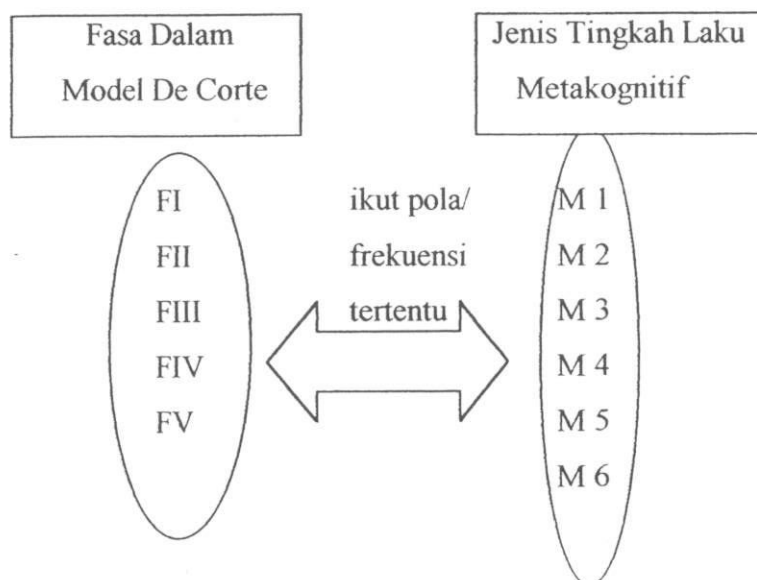 Fasa Dalam
Model De Corte
Jenis Tingkah Laku
Metakognitif
FI
FII
FIII
FIV
FV
ikut pola/
frekuensi
tertentu
M 1
M 2
M 3
M 4
M 5
M 6